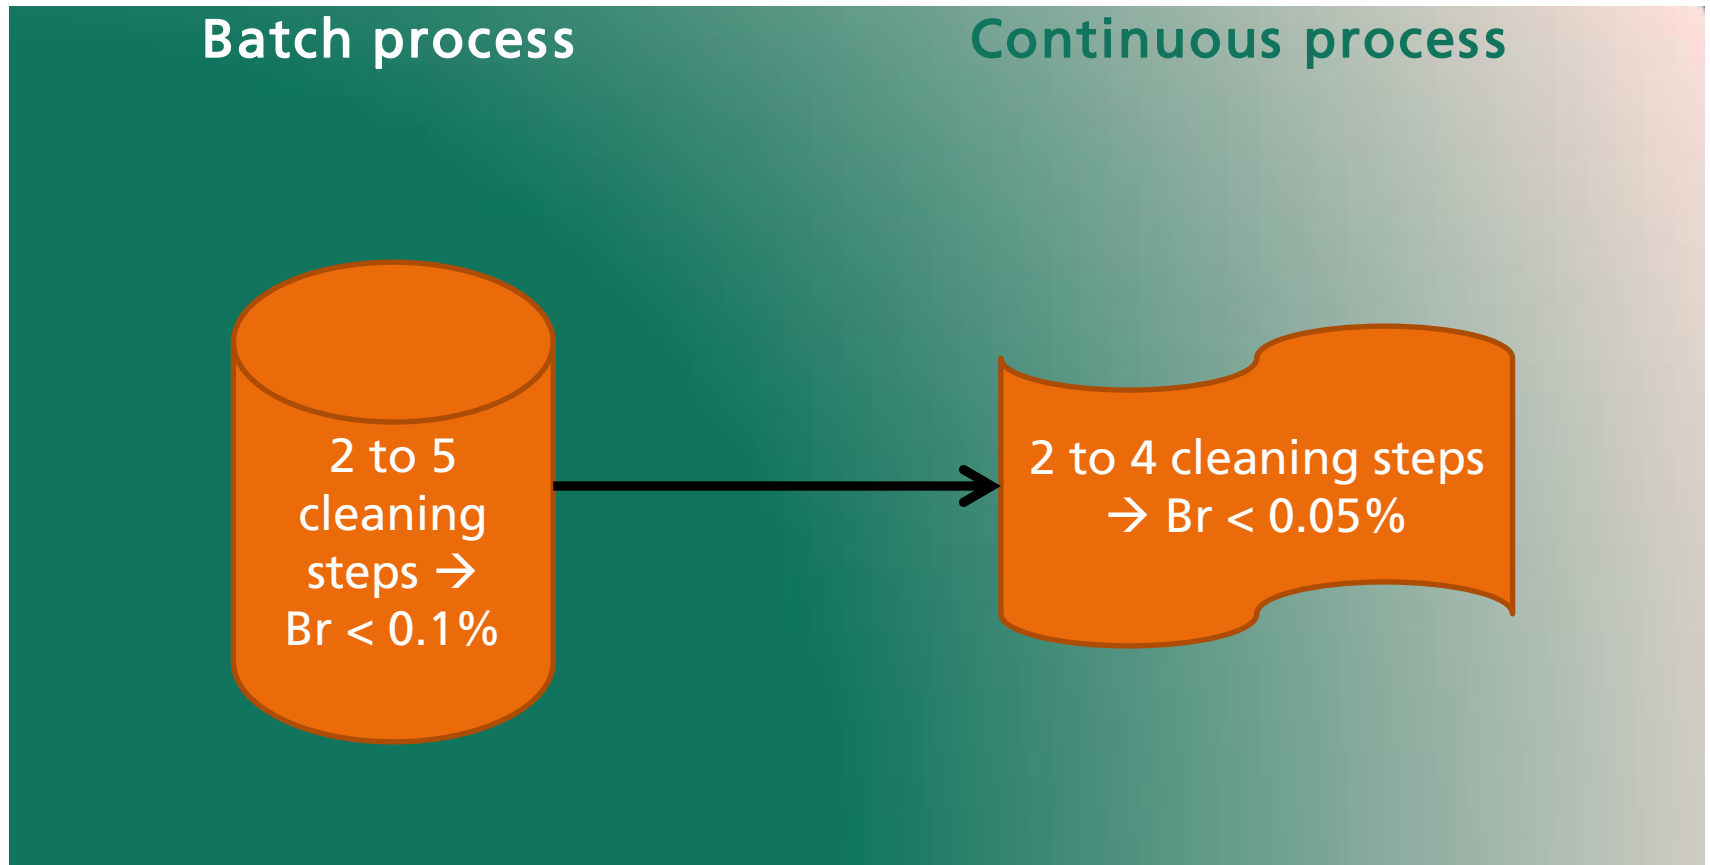 Batch process
Continuous process
2 to 5
cleaning
steps →
Br < 0.1%
2 to 4 cleaning steps
→ Br < 0.05%